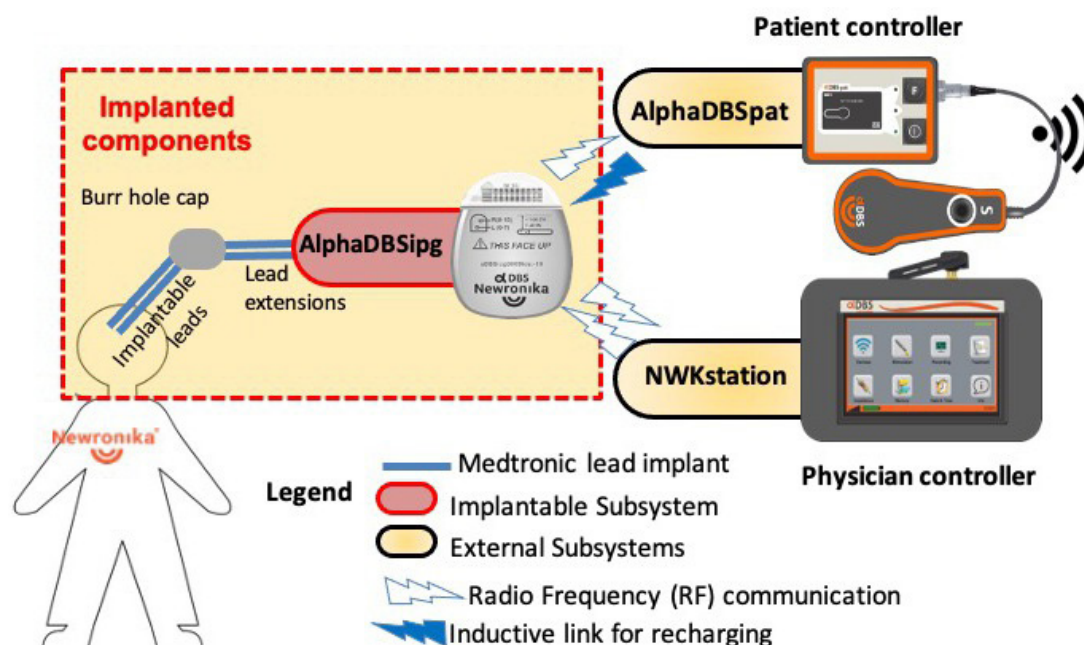 Patient controller
Implanted
components
AlphaDBSpat
F
S
Burr hole cap
AlphaDBSipg
THIS FACE UP
DBS
Newronika
Lead
extensions
Implantable
leads
NWKstation
DBS
Newronika
Physician controller
Legend
Medtronic lead implant
Implantable Subsystem
External Subsystems
Radio Frequency (RF) communication
Inductive link for recharging